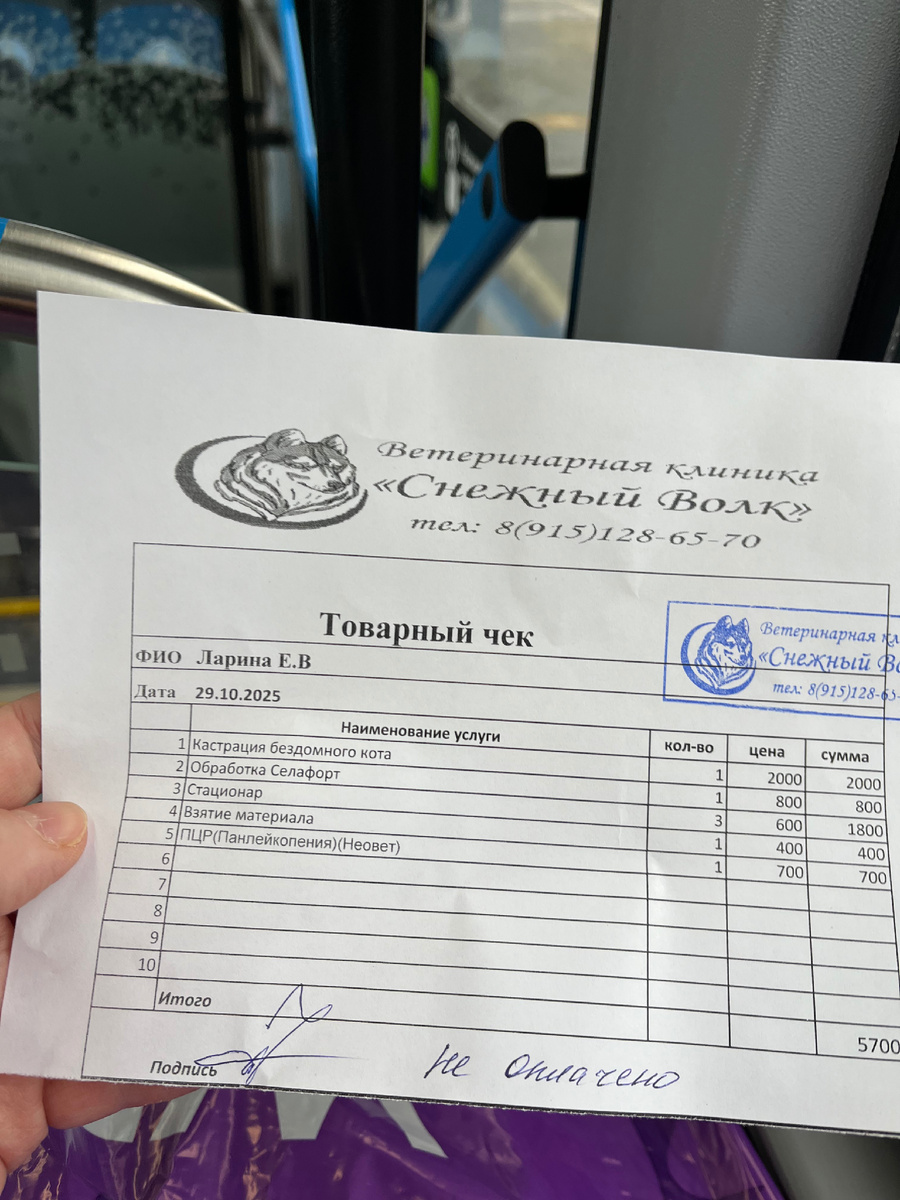 Ветеринарная клиника
«Снежный Волк»
тел: 8(915)128-65-70
Товарный чек
Ветеринарная кл
«Снежный Во
тел: 8(915)128-65-
ФИО Ларина Е.В
Дата 29.10.2025
Наименование услуги кол-во цена сумма
1 Кастрация бездомного кота 1 2000 2000
2 Обработка Селафорт 1 800 800
3 Стационар 3 600 1800
4 Взятие материала 1 400 400
5 ПЦР(Панлейкопения)(Неовет) 1 700 700
6
7
8
9
10
Итого 5700
Подпись Не оплачено